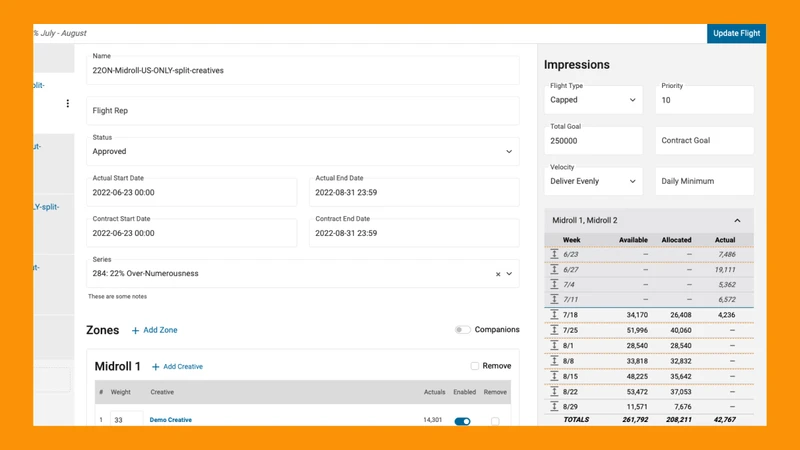 % July - August
Update Flight
plit-
ut-
LY-split-
t-
Name
22ON-Midroll-US-ONLY-split-creatives
Flight Rep
Status
Approved
Actual Start Date
2022-06-23 00:00
Actual End Date
2022-08-31 23:59
Contract Start Date
2022-06-23 00:00
Contract End Date
2022-08-31 23:59
Series
284: 22% Over-Numerousness
These are some notes
Zones
+ Add Zone
Companions
Midroll 1
+ Add Creative
Remove
# Weight Creative Actuals Enabled Remove
1 33 Demo Creative 14,301
Impressions
Flight Type
Capped
Priority
10
Total Goal
250000
Contract Goal
Velocity
Deliver Evenly
Daily Minimum
Midroll 1, Midroll 2
Week Available Allocated Actual
6/23 — — 7,486
6/27 — — 19,111
7/4 — — 5,362
7/11 — — 6,572
7/18 34,170 26,408 4,236
7/25 51,996 40,060 —
8/1 28,540 28,540 —
8/8 33,818 32,832 —
8/15 48,225 35,642 —
8/22 53,472 37,053 —
8/29 11,571 7,676 —
TOTALS 261,792 208,211 42,767